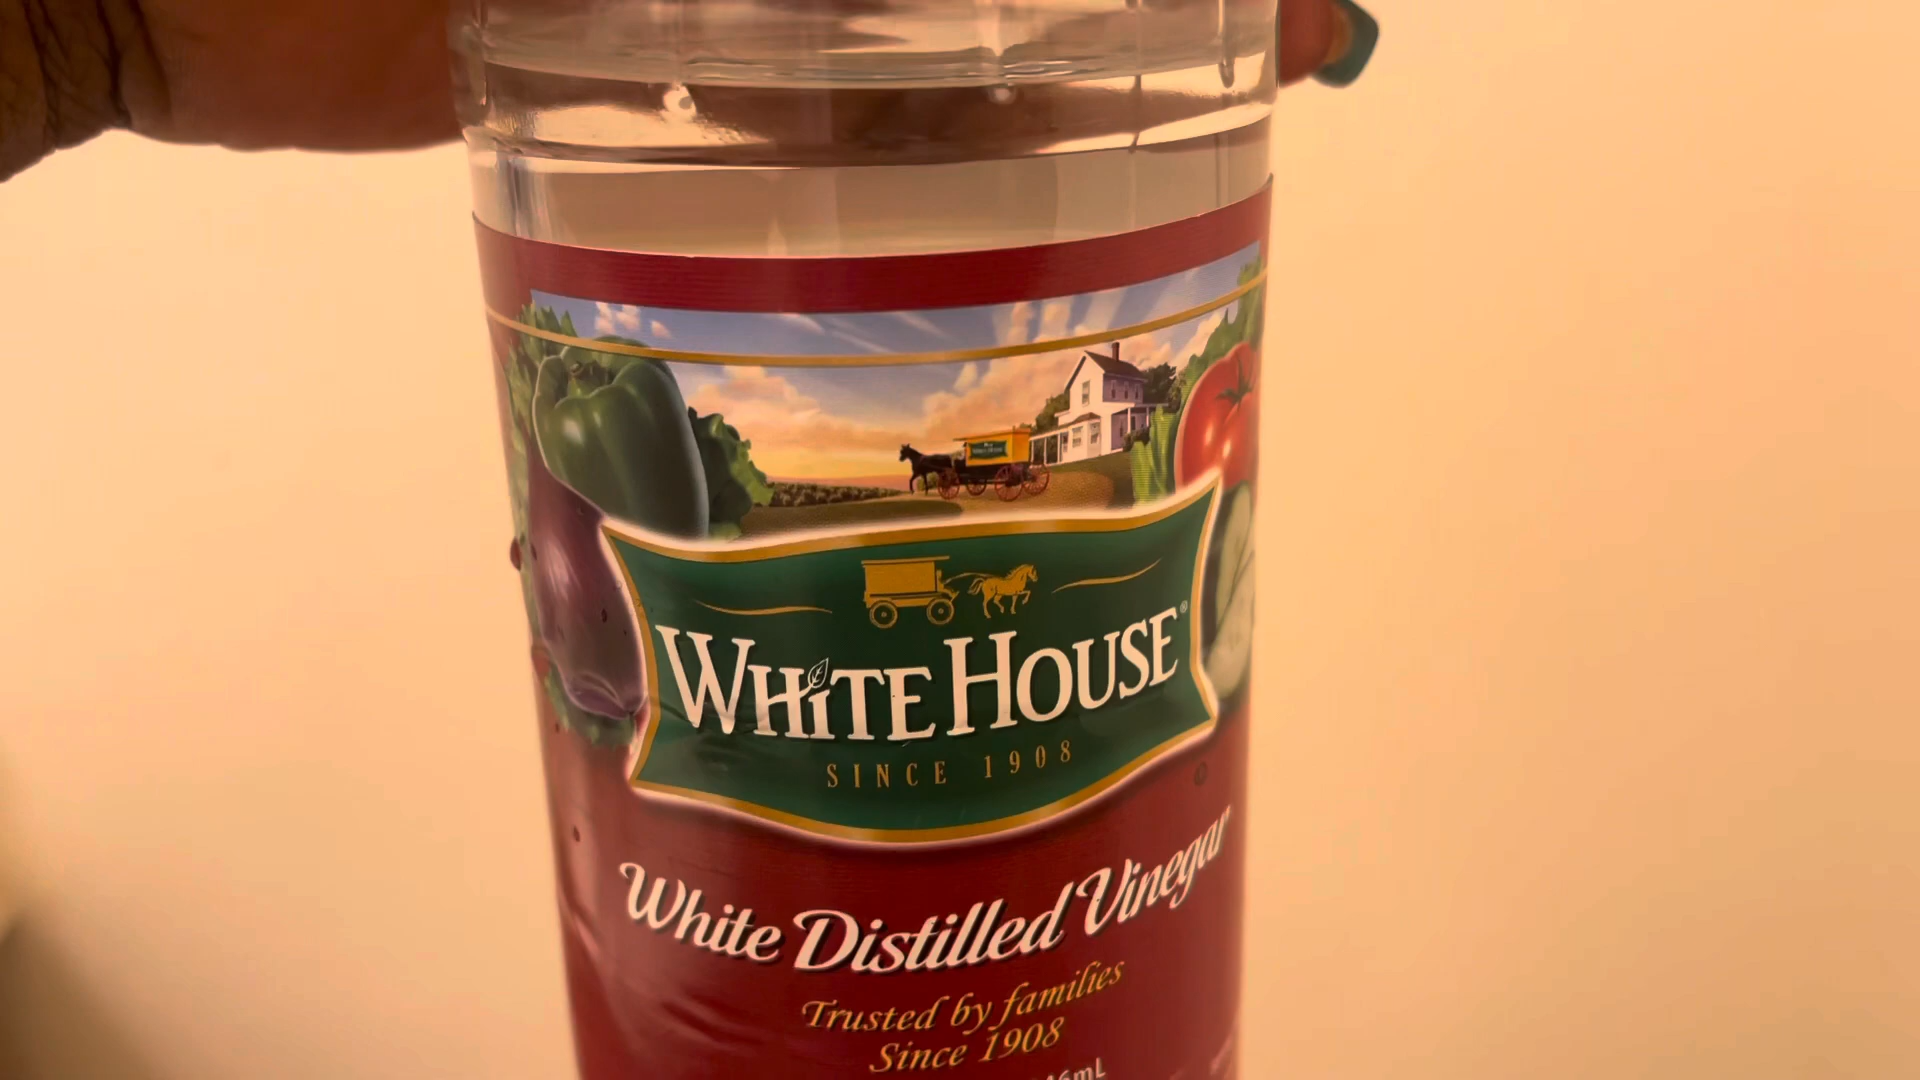 WHITE HOUSE®
SINCE 1908
White Distilled Vinegar
Trusted by families
Since 1908